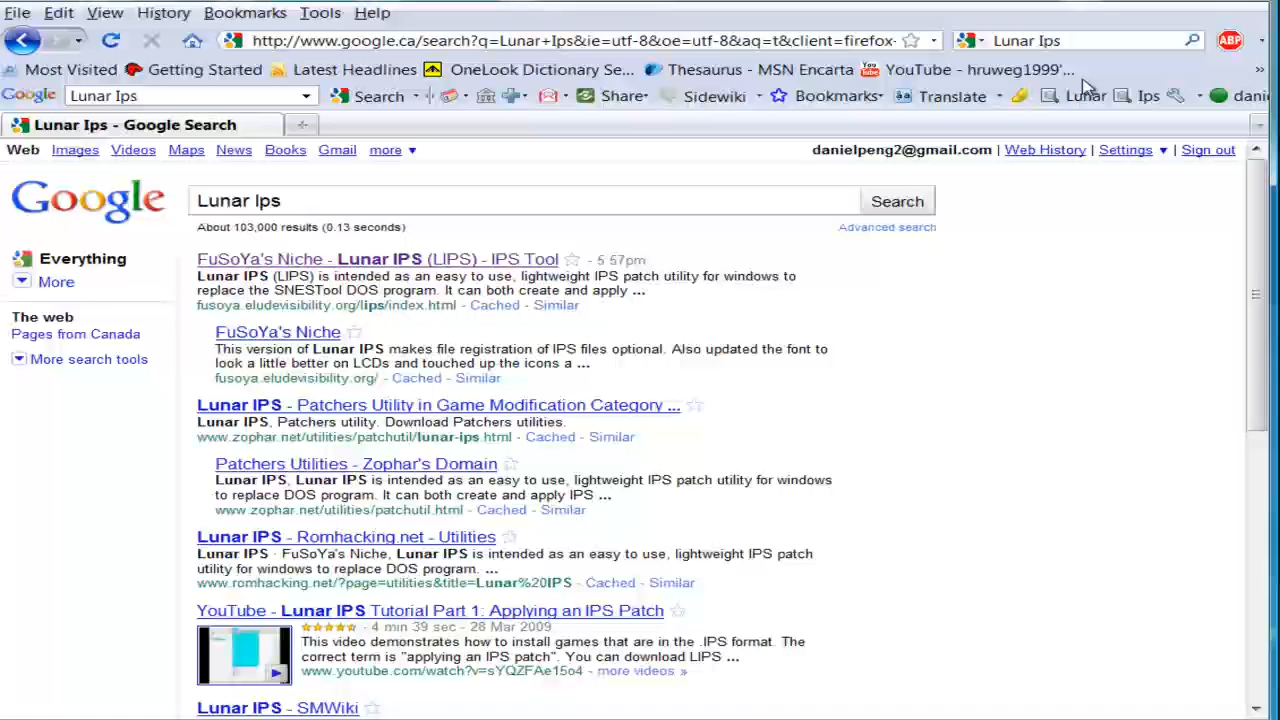 File Edit View History Bookmarks Tools Help
http://www.google.ca/search?q=Lunar+Ips&ie=utf-8&oe=utf-8&aq=t&client=firefox- Lunar Ips ABP
Most Visited Getting Started Latest Headlines OneLook Dictionary Se... Thesaurus - MSN Encarta YouTube - hruweg1999'... »
Google Lunar Ips Search Share Sidewiki Bookmarks Translate Lunar Ips dani
Lunar Ips - Google Search
Web Images Videos Maps News Books Gmail more ▼ danielpeng2@gmail.com | Web History | Settings ▼ | Sign out
Google Lunar Ips Search
About 103,000 results (0.13 seconds) Advanced search
Everything
More
The web
Pages from Canada
More search tools
FuSoYa's Niche - Lunar IPS (LIPS) - IPS Tool - 5:57pm
Lunar IPS (LIPS) is intended as an easy to use, lightweight IPS patch utility for windows to
replace the SNESTool DOS program. It can both create and apply ...
fusoya.eludevisibility.org/lips/index.html - Cached - Similar
FuSoYa's Niche
This version of Lunar IPS makes file registration of IPS files optional. Also updated the font to
look a little better on LCDs and touched up the icons a ...
fusoya.eludevisibility.org/ - Cached - Similar
Lunar IPS - Patchers Utility in Game Modification Category ...
Lunar IPS, Patchers utility. Download Patchers utilities.
www.zophar.net/utilities/patchutil/lunar-ips.html - Cached - Similar
Patchers Utilities - Zophar's Domain
Lunar IPS, Lunar IPS is intended as an easy to use, lightweight IPS patch utility for windows
to replace DOS program. It can both create and apply IPS ...
www.zophar.net/utilities/patchutil.html - Cached - Similar
Lunar IPS - Romhacking.net - Utilities
Lunar IPS · FuSoYa's Niche, Lunar IPS is intended as an easy to use, lightweight IPS patch
utility for windows to replace DOS program. ...
www.romhacking.net/?page=utilities&title=Lunar%20IPS - Cached - Similar
YouTube - Lunar IPS Tutorial Part 1: Applying an IPS Patch
4 min 39 sec - 28 Mar 2009
This video demonstrates how to install games that are in the .IPS format. The
correct term is "applying an IPS patch". You can download LIPS ...
www.youtube.com/watch?v=sYQZFAe15o4 - more videos »
Lunar IPS - SMWiki